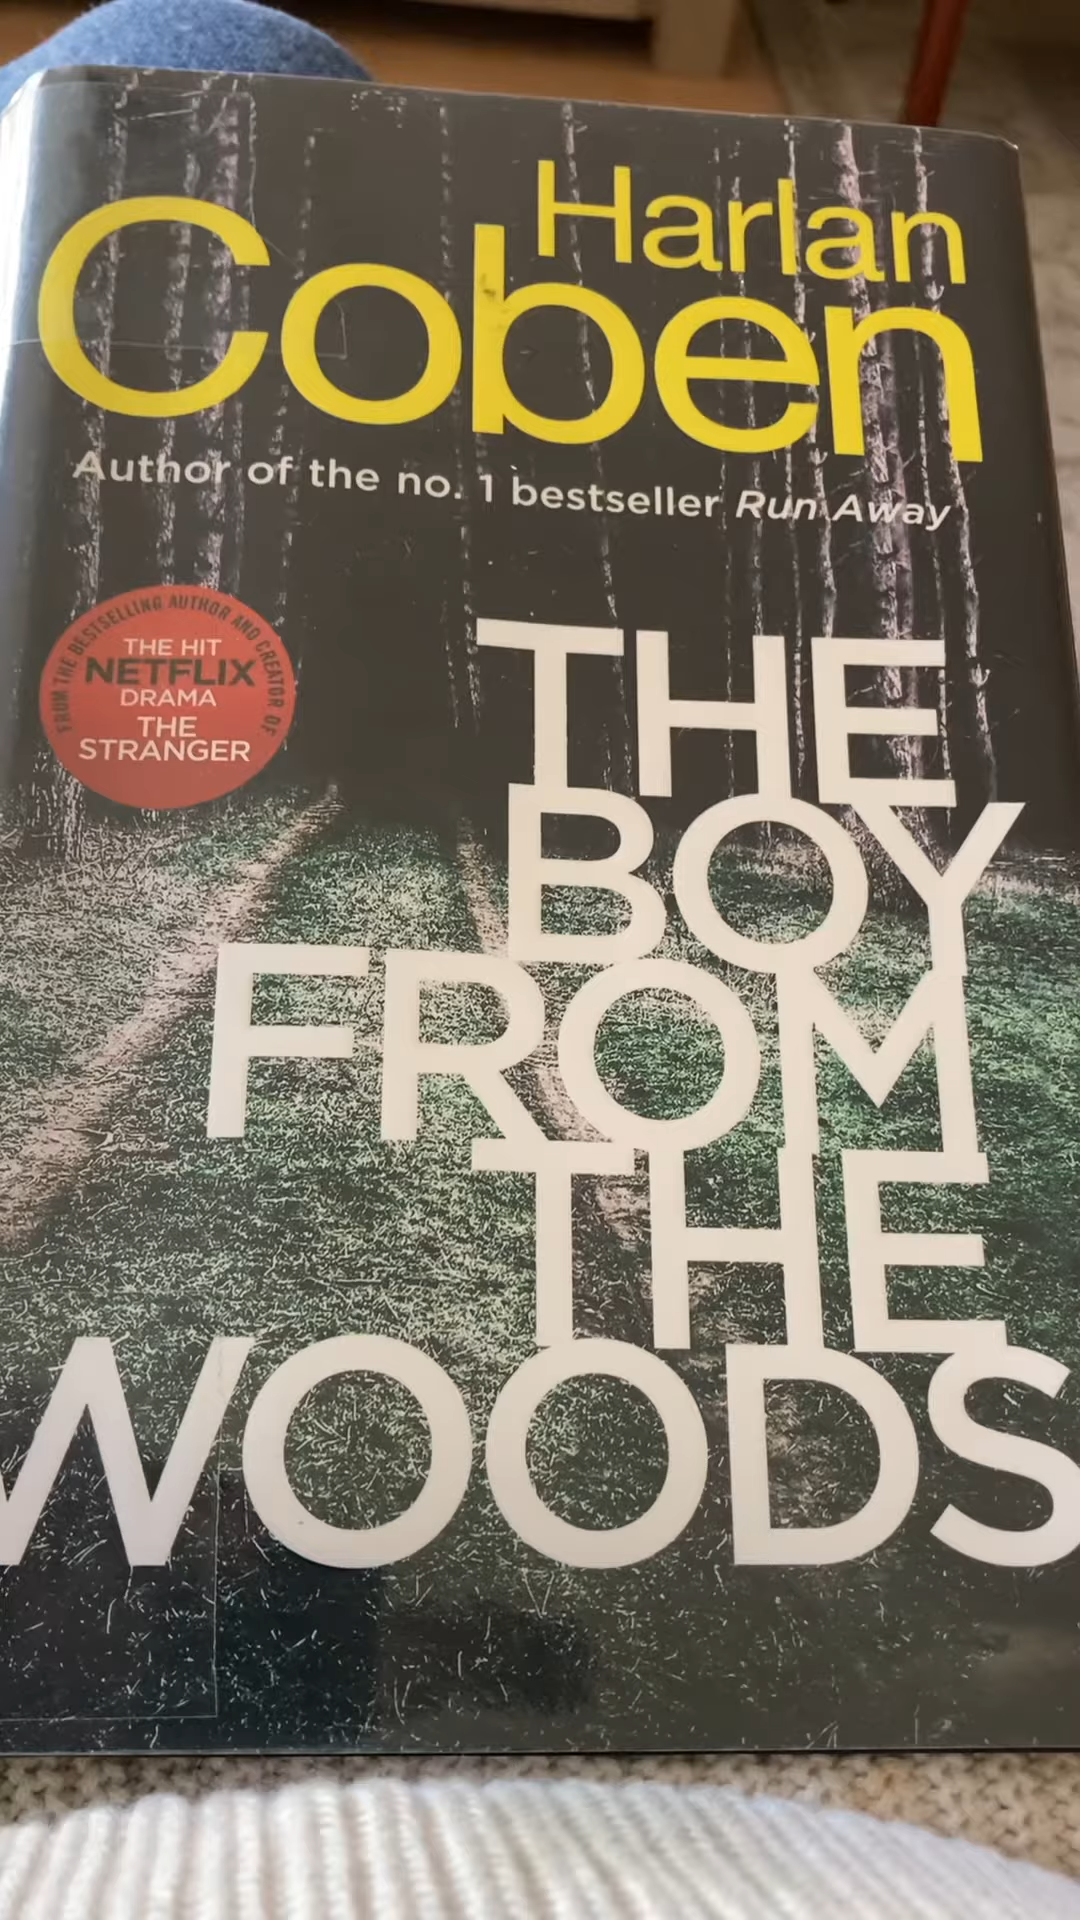 Harlan
Coben
Author of the no. 1 bestseller Run Away
FROM THE BESTSELLING AUTHOR AND CREATOR OF
THE HIT
NETFLIX
DRAMA
THE
STRANGER
THE
BOY
FROM
THE
WOODS